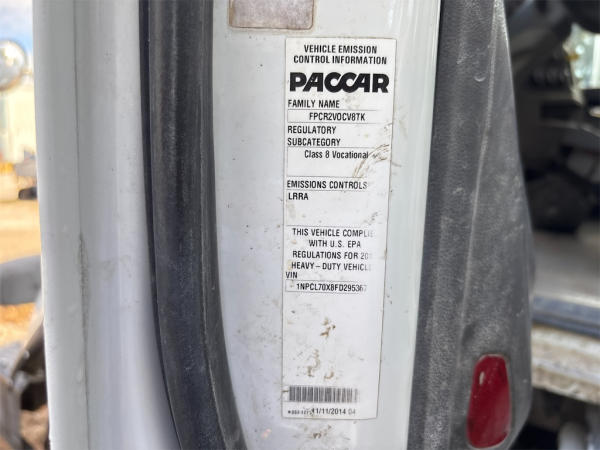 VEHICLE EMISSION
CONTROL INFORMATION
PACCAR
FAMILY NAME
FPCR2VOCV8TK
REGULATORY
SUBCATEGORY
Class 8 Vocational
EMISSIONS CONTROLS
LRRA
THIS VEHICLE COMPLIE
WITH U.S. EPA
REGULATIONS FOR 201
HEAVY-DUTY VEHICLE
VIN
1NPCL70X8FD295367
11/11/2014 04